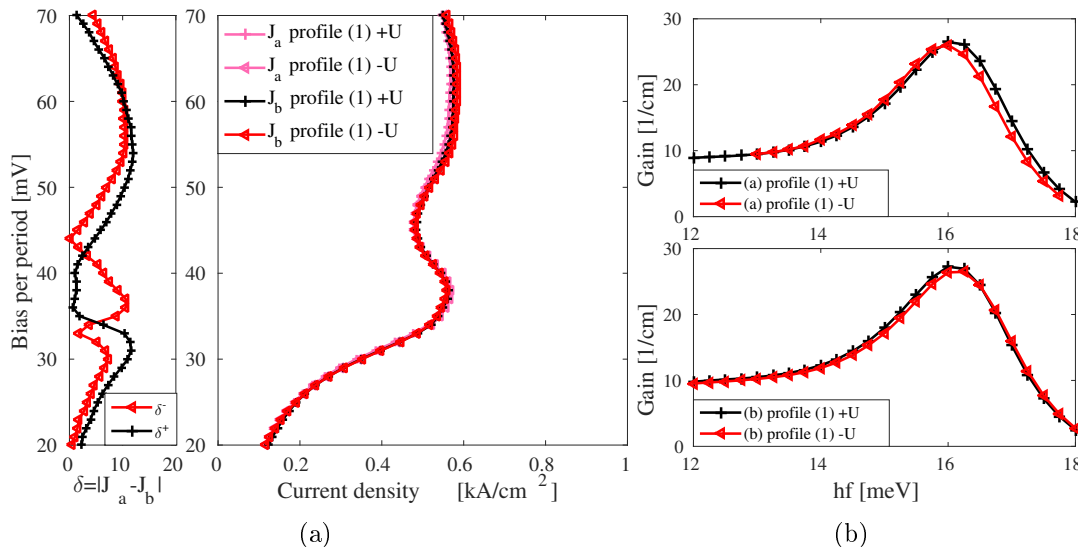 70
60
50
40
30
20
Bias per period [mV]
0
10
20
δ=|J_a-J_b|
δ-
δ+
J_a profile (1) +U
J_a profile (1) -U
J_b profile (1) +U
J_b profile (1) -U
70
60
50
40
30
20
0
0.2
0.4
0.6
0.8
1
Current density [kA/cm^2]
(a)
Gain [1/cm]
30
20
10
0
(a) profile (1) +U
(a) profile (1) -U
12
14
16
18
Gain [1/cm]
30
20
10
0
(b) profile (1) +U
(b) profile (1) -U
12
14
16
18
hf [meV]
(b)